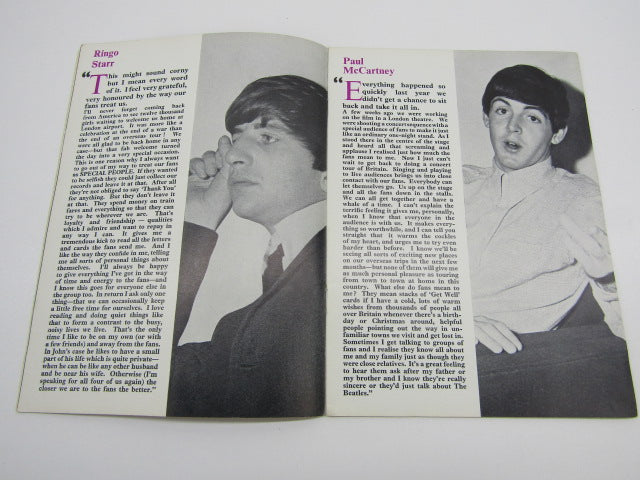 Ringo
Starr
“This might sound corny
but I mean every word
of it. I feel very grateful,
very honoured by the way our
fans treat us.
I'll never forget coming back
from America to see twelve thousand
girls waiting to welcome us home at
London airport. It was more like a
celebration at the end of a war than
the end of an overseas tour! We
were all glad to be back home in any
case—but that fab welcome turned
the day into a very special occasion.
This is one reason why I always want
to go out of my way to treat our fans
as SPECIAL PEOPLE. If they wanted
to be selfish they could just collect our
records and leave it at that. After all
they're not obliged to say 'Thank You'
for anything. But they don't leave it
at that. They spend money on train
fares and everything so that they can
try to be wherever we are. That's
loyalty and friendship — qualities
which I admire and want to repay in
any way I can. It gives me a
tremendous kick to read all the letters
and cards the fans send me. And I
like the way they confide in me, telling
me all sorts of personal things about
themselves. I'll always be happy
to give everything I've got in the way
of time and energy to the fans—and
I know this goes for everyone else in
the group too. In return I ask only one
thing—that we can occasionally keep
a little free time for ourselves. I love
reading and doing quiet things like
that to form a contrast to the busy,
noisy lives we live. That's the only
time I like to be on my own (or with
a few friends) and away from the fans.
In John's case he likes to have a small
part of his life which is quite private—
when he can be like any other husband
and be near his wife. Otherwise (I'm
speaking for all four of us again) the
closer we are to the fans the better.”
Paul
McCartney
“Everything happened so
quickly last year we
didn't get a chance to sit
back and take it all in.
A few weeks ago we were working
on the film in a London theatre. We
were shooting a concert sequence with a
special audience of fans to make it just
like an ordinary one-night stand. As I
stood there in the centre of the stage
and heard all that screaming and
applause I realised just how much the
fans mean to me. Now I just can't
wait to get back to doing a concert
tour of Britain. Singing and playing
to live audiences brings us into close
contact with our fans. Everybody can
let themselves go. Us up on the stage
and all the fans down in the stalls.
We can all get together and have a
whale of a time. I can't explain the
terrific feeling it gives me, personally,
when I know that everyone in the
audience is with us. It makes every-
thing so worthwhile, and I can tell you
straight that it warms the cockles
of my heart, and urges me to try even
harder than before. I know we'll be
seeing all sorts of exciting new places
on our overseas trips in the next few
months—but none of them will give me
as much personal pleasure as touring
from town to town at home in this
country. What else do fans mean to
me? They mean stacks of 'Get Well'
cards if I have a cold, lots of warm
wishes from thousands of people all
over Britain whenever there's a birth-
day or Christmas around, helpful
people pointing out the way in un-
familiar towns we visit and get lost in.
Sometimes I get talking to groups of
fans and I realise they know all about
me and my family just as though they
were close relatives. It's a great feeling
to hear them ask after my father or
my brother and I know they're really
sincere or they'd just talk about The
Beatles.”